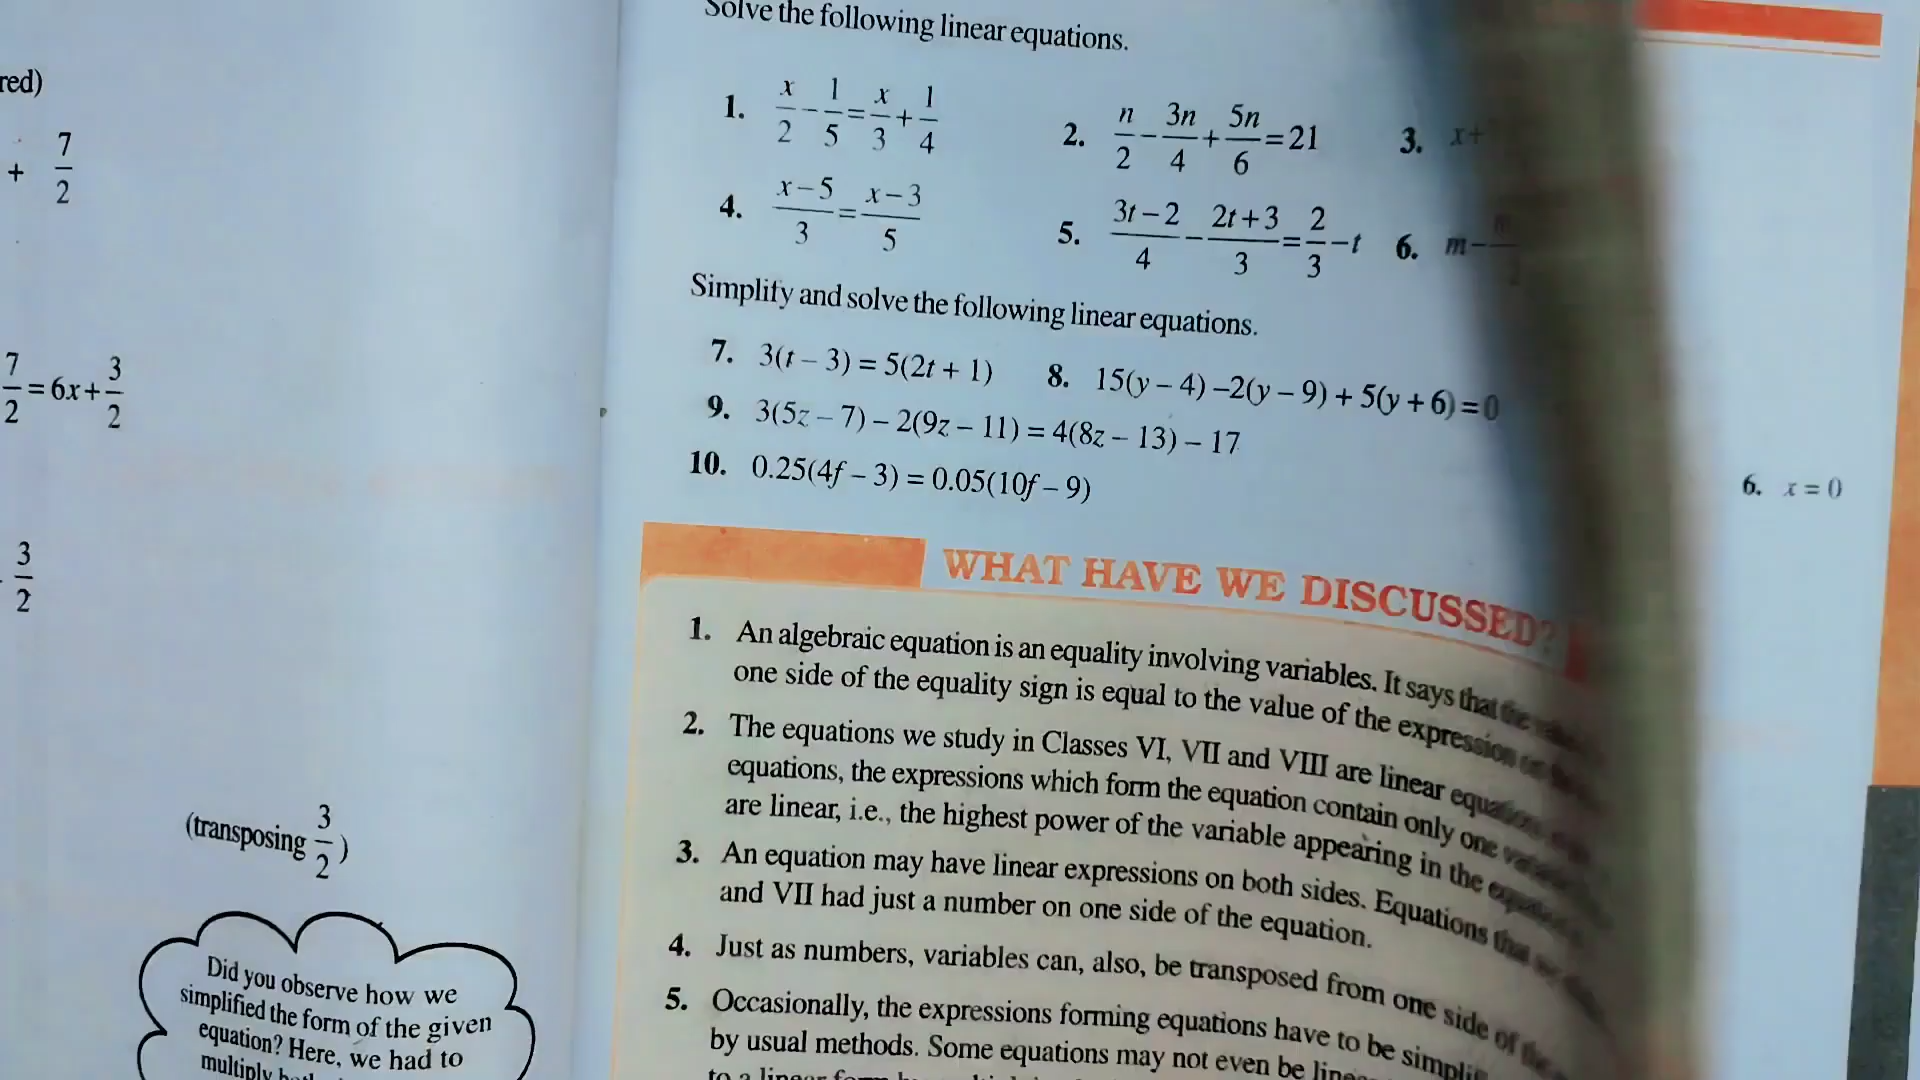 red)
+ 7/2
7/2 = 6x + 3/2
3/2
(transposing 3/2)
Did you observe how we
simplified the form of the given
equation? Here, we had to
multiply
Solve the following linear equations.
1. x/2 − 1/5 = x/3 + 1/4
2. n/2 − 3n/4 + 5n/6 = 21
3. x+
4. (x − 5)/3 = (x − 3)/5
5. (3t − 2)/4 − (2t + 3)/3 = 2/3 − t
6. m−
Simplify and solve the following linear equations.
7. 3(t – 3) = 5(2t + 1)
8. 15(y – 4) –2(y – 9) + 5(y + 6) = 0
9. 3(5z – 7) – 2(9z – 11) = 4(8z – 13) – 17
10. 0.25(4f – 3) = 0.05(10f – 9)
WHAT HAVE WE DISCUSSED?
1. An algebraic equation is an equality involving variables. It says that the
one side of the equality sign is equal to the value of the expression on
2. The equations we study in Classes VI, VII and VIII are linear
equations, the expressions which form the equation contain only one
are linear, i.e., the highest power of the variable appearing in the
3. An equation may have linear expressions on both sides. Equations that we
and VII had just a number on one side of the equation.
4. Just as numbers, variables can, also, be transposed from one side of the
5. Occasionally, the expressions forming equations have to be
by usual methods. Some equations may not even be
to a linear form by
6. x = 0